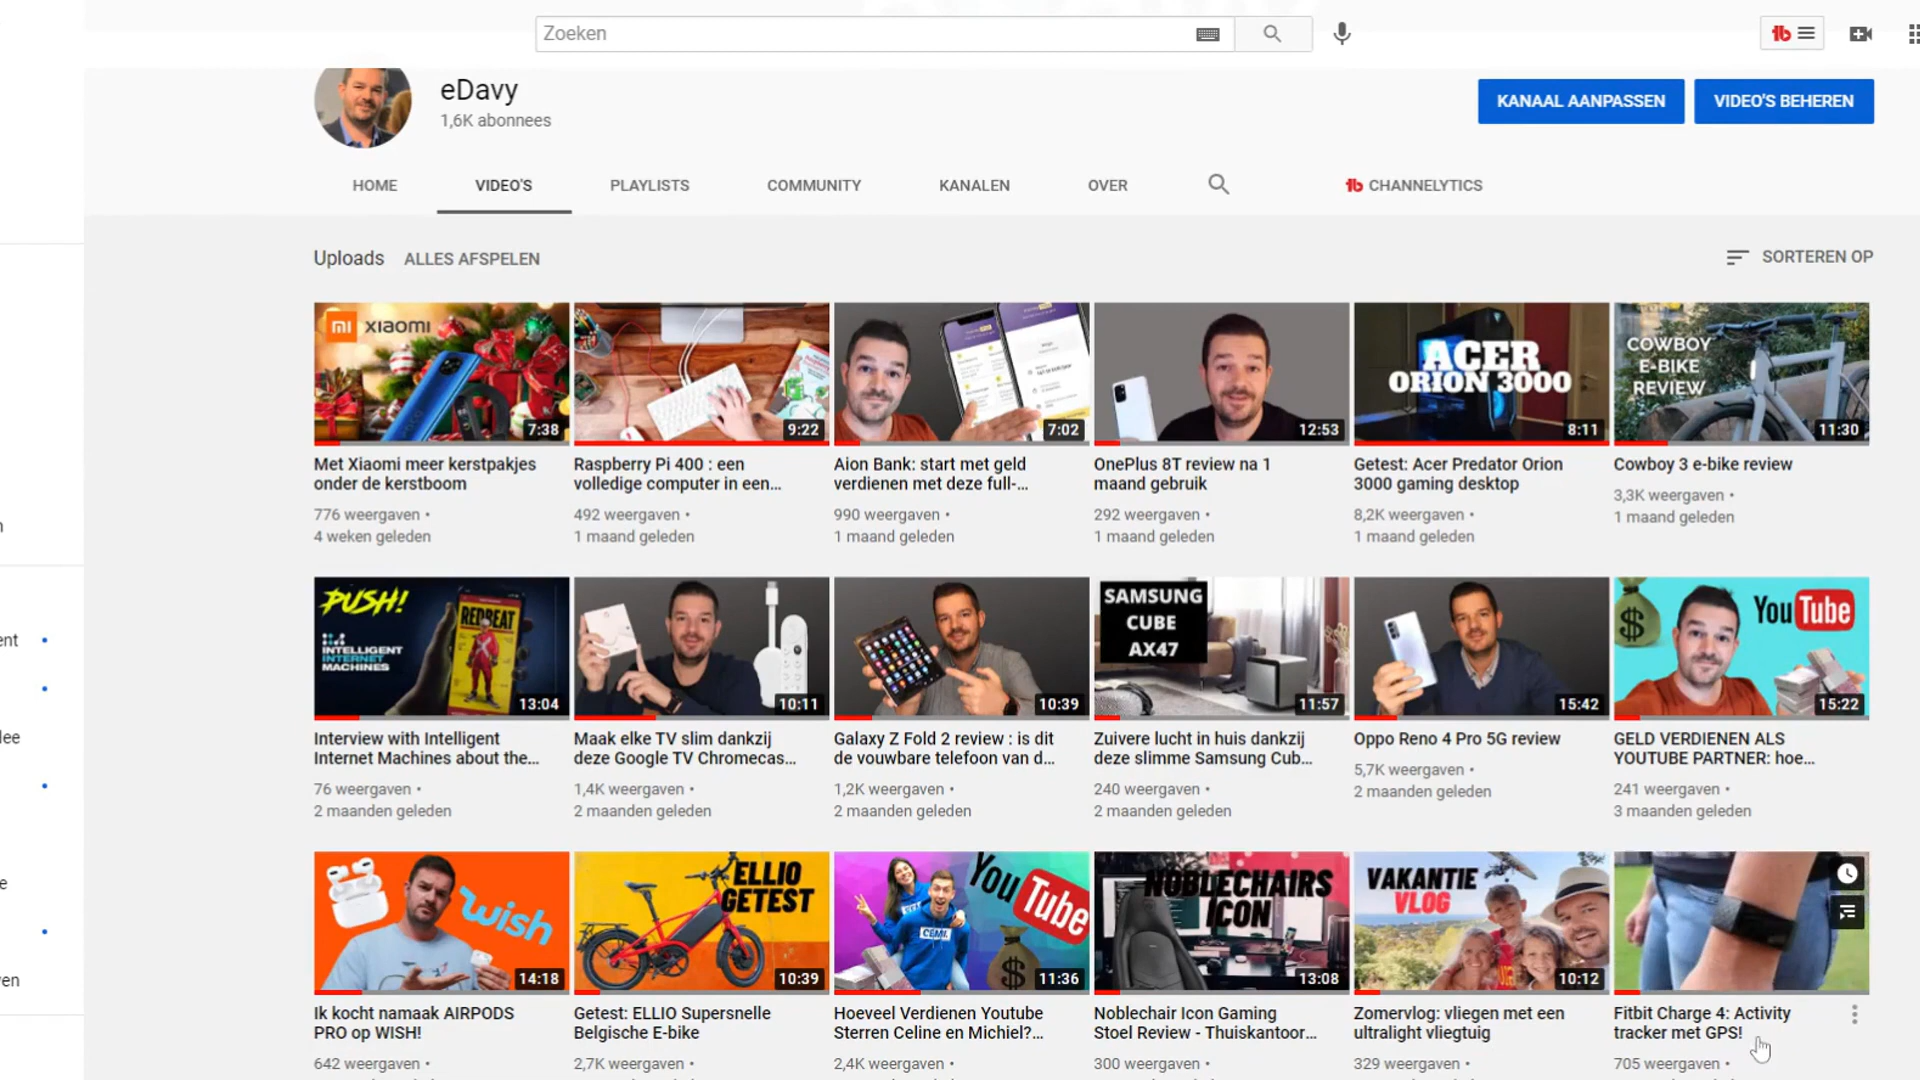 Zoeken
eDavy
1,6K abonnees
KANAAL AANPASSEN
VIDEO'S BEHEREN
HOME
VIDEO'S
PLAYLISTS
COMMUNITY
KANALEN
OVER
CHANNELYTICS
Uploads
ALLES AFSPELEN
SORTEREN OP
mi
XIAOMI
7:38
9:22
7:02
12:53
ACER
ORION 3000
8:11
COWBOY
E-BIKE
REVIEW
11:30
Met Xiaomi meer kerstpakjes
onder de kerstboom
776 weergaven •
4 weken geleden
Raspberry Pi 400 : een
volledige computer in een...
492 weergaven •
1 maand geleden
Aion Bank: start met geld
verdienen met deze full-...
990 weergaven •
1 maand geleden
OnePlus 8T review na 1
maand gebruik
292 weergaven •
1 maand geleden
Getest: Acer Predator Orion
3000 gaming desktop
8,2K weergaven •
1 maand geleden
Cowboy 3 e-bike review
3,3K weergaven •
1 maand geleden
PUSH!
INTELLIGENT
INTERNET
MACHINES
REDBEAT
13:04
10:11
10:39
SAMSUNG
CUBE
AX47
11:57
15:42
YouTube
15:22
ent
lee
e
ven
Interview with Intelligent
Internet Machines about the...
76 weergaven •
2 maanden geleden
Maak elke TV slim dankzij
deze Google TV Chromecas...
1,4K weergaven •
2 maanden geleden
Galaxy Z Fold 2 review : is dit
de vouwbare telefoon van d...
1,2K weergaven •
2 maanden geleden
Zuivere lucht in huis dankzij
deze slimme Samsung Cub...
240 weergaven •
2 maanden geleden
Oppo Reno 4 Pro 5G review
5,7K weergaven •
2 maanden geleden
GELD VERDIENEN ALS
YOUTUBE PARTNER: hoe...
241 weergaven •
3 maanden geleden
wish
14:18
ELLIO
GETEST
10:39
YouTube
CEMI.
11:36
NOBLECHAIRS
ICON
13:08
VAKANTIE
VLOG
10:12
Ik kocht namaak AIRPODS
PRO op WISH!
642 weergaven •
Getest: ELLIO Supersnelle
Belgische E-bike
2,7K weergaven •
Hoeveel Verdienen Youtube
Sterren Celine en Michiel?...
2,4K weergaven •
Noblechair Icon Gaming
Stoel Review - Thuiskantoor...
300 weergaven •
Zomervlog: vliegen met een
ultralight vliegtuig
329 weergaven •
Fitbit Charge 4: Activity
tracker met GPS!
705 weergaven •